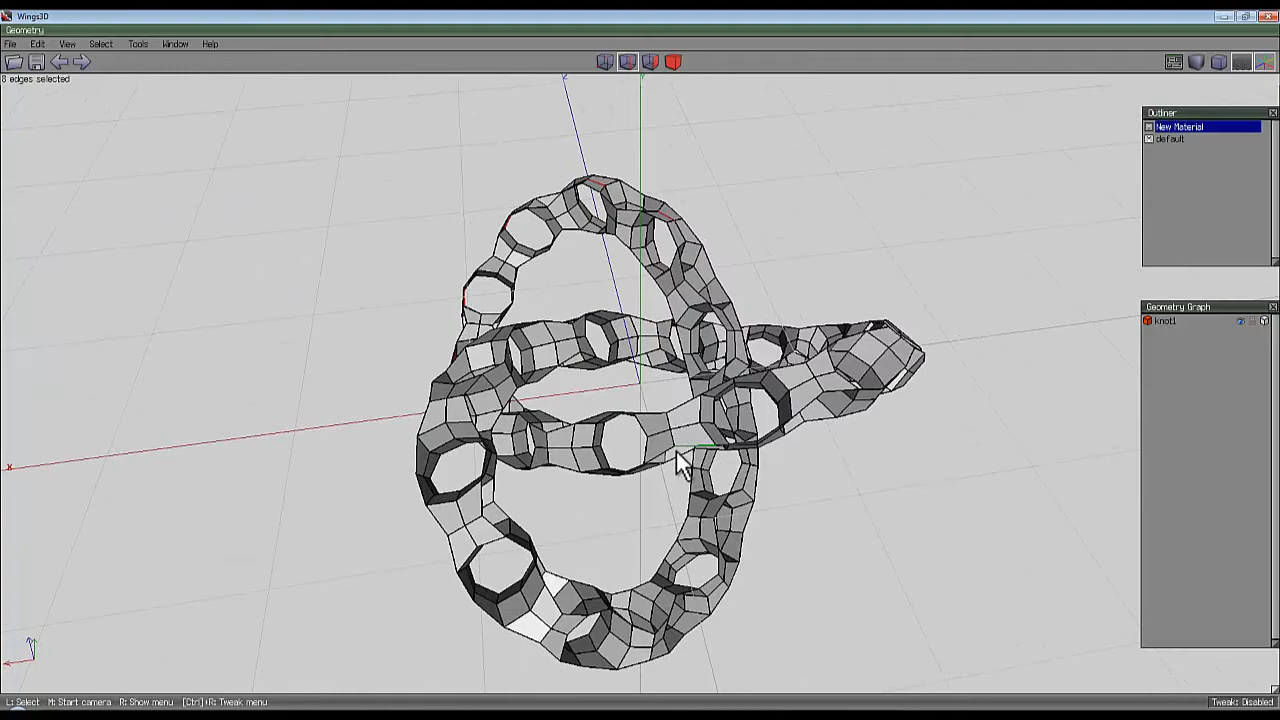 Wings3D
Geometry
File Edit View Select Tools Window Help
8 edges selected
Z
Y
Outliner
New Material
default
Geometry Graph
knot1
X
L: Select M: Start camera R: Show menu [Ctrl]+R: Tweak menu
Tweak: Disabled